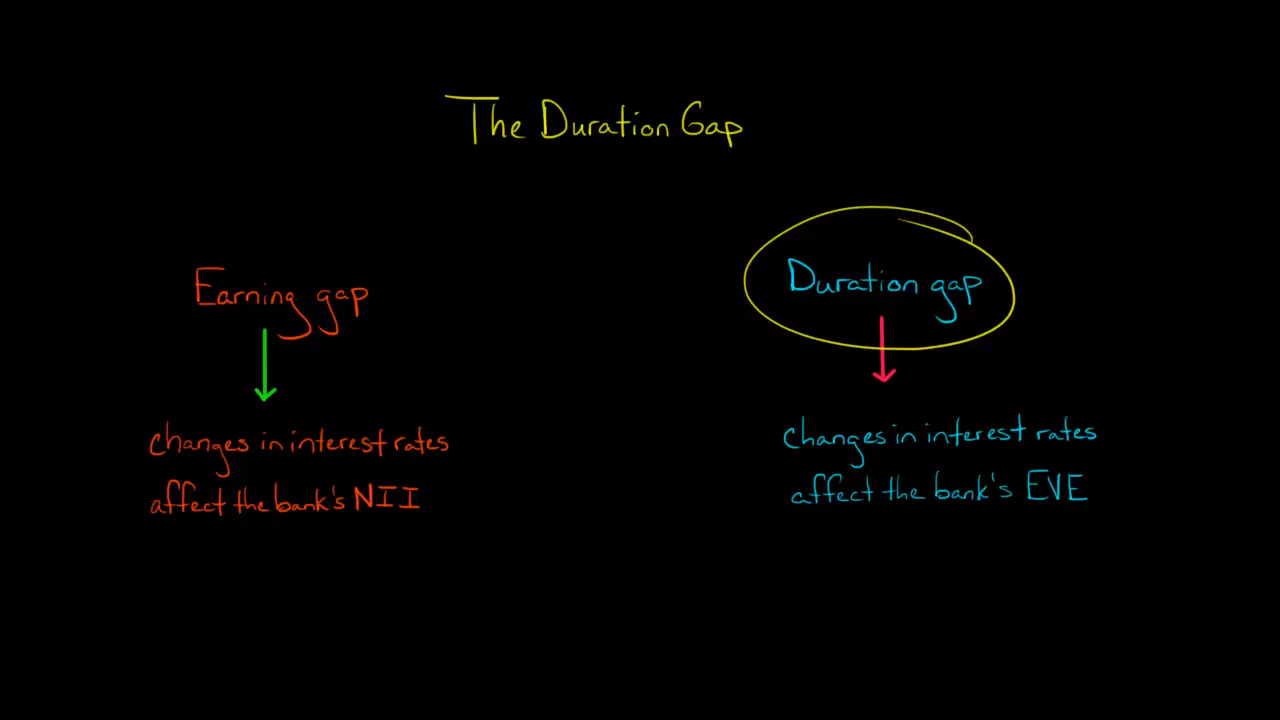 The Duration Gap
Earning gap
changes in interest rates
affect the bank's NII
Duration gap
changes in interest rates
affect the bank's EVE